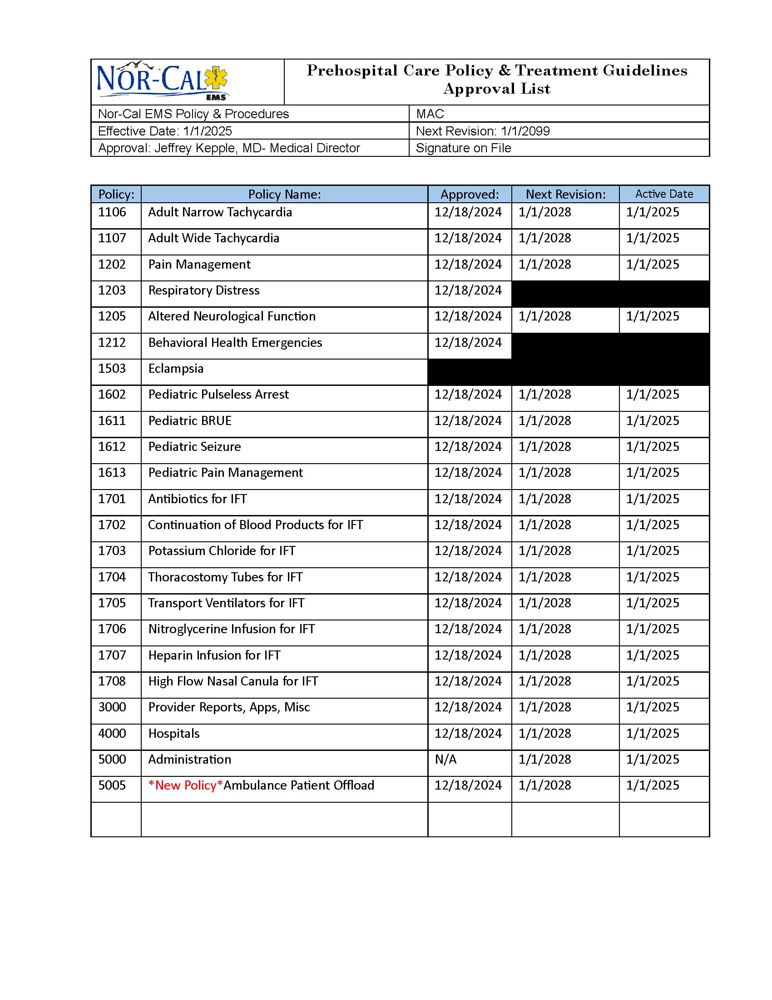 NOR-CAL
EMS
Prehospital Care Policy & Treatment Guidelines
Approval List
Nor-Cal EMS Policy & Procedures MAC
Effective Date: 1/1/2025 Next Revision: 1/1/2099
Approval: Jeffrey Kepple, MD- Medical Director Signature on File
Policy: Policy Name: Approved: Next Revision: Active Date
1106 Adult Narrow Tachycardia 12/18/2024 1/1/2028 1/1/2025
1107 Adult Wide Tachycardia 12/18/2024 1/1/2028 1/1/2025
1202 Pain Management 12/18/2024 1/1/2028 1/1/2025
1203 Respiratory Distress 12/18/2024
1205 Altered Neurological Function 12/18/2024 1/1/2028 1/1/2025
1212 Behavioral Health Emergencies 12/18/2024
1503 Eclampsia
1602 Pediatric Pulseless Arrest 12/18/2024 1/1/2028 1/1/2025
1611 Pediatric BRUE 12/18/2024 1/1/2028 1/1/2025
1612 Pediatric Seizure 12/18/2024 1/1/2028 1/1/2025
1613 Pediatric Pain Management 12/18/2024 1/1/2028 1/1/2025
1701 Antibiotics for IFT 12/18/2024 1/1/2028 1/1/2025
1702 Continuation of Blood Products for IFT 12/18/2024 1/1/2028 1/1/2025
1703 Potassium Chloride for IFT 12/18/2024 1/1/2028 1/1/2025
1704 Thoracostomy Tubes for IFT 12/18/2024 1/1/2028 1/1/2025
1705 Transport Ventilators for IFT 12/18/2024 1/1/2028 1/1/2025
1706 Nitroglycerine Infusion for IFT 12/18/2024 1/1/2028 1/1/2025
1707 Heparin Infusion for IFT 12/18/2024 1/1/2028 1/1/2025
1708 High Flow Nasal Canula for IFT 12/18/2024 1/1/2028 1/1/2025
3000 Provider Reports, Apps, Misc 12/18/2024 1/1/2028 1/1/2025
4000 Hospitals 12/18/2024 1/1/2028 1/1/2025
5000 Administration N/A 1/1/2028 1/1/2025
5005 *New Policy*Ambulance Patient Offload 12/18/2024 1/1/2028 1/1/2025